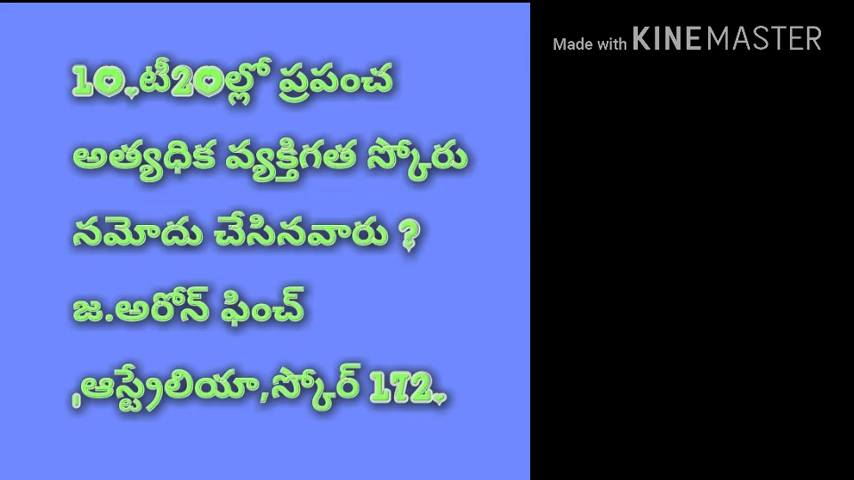 10.టీ20ల్లో ప్రపంచ
అత్యధిక వ్యక్తిగత స్కోరు
నమోదు చేసినవారు ?
జ.అరోన్ ఫించ్
,ఆస్ట్రేలియా,స్కోర్ 172.
Made with KINEMASTER